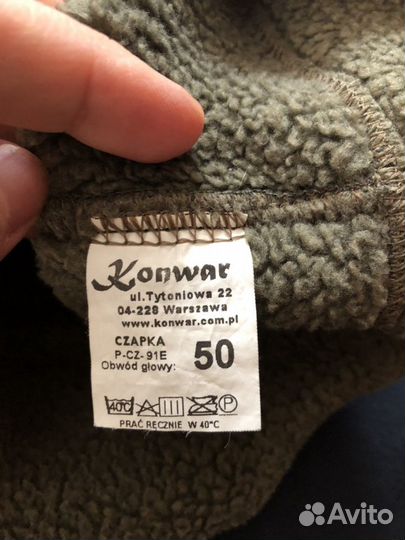 Konwar
ul.Tytoniowa 22
04-228 Warszawa
www.konwar.com.pl
CZAPKA
P-CZ-91E
Obwód głowy: 50
40°C A P
PRAĆ RĘCZNIE W 40°C
Avito